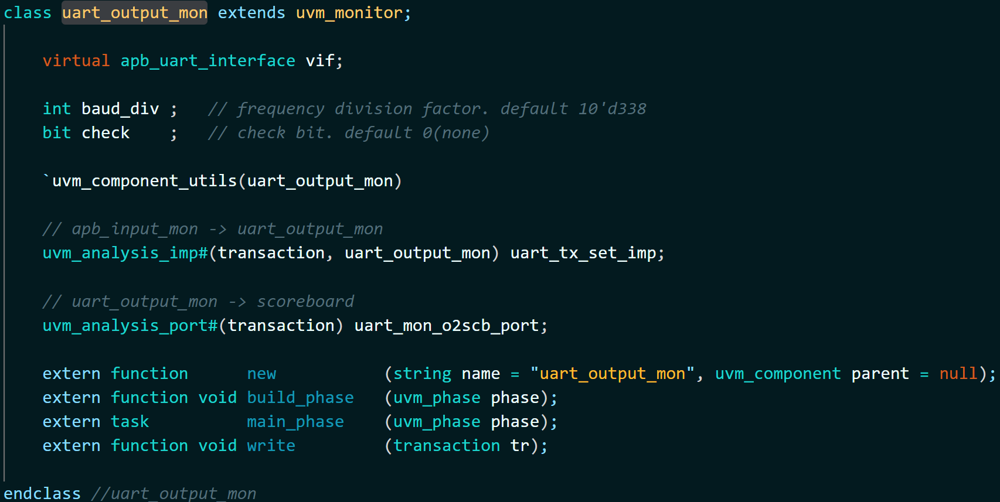 class uart_output_mon extends uvm_monitor;
virtual apb_uart_interface vif;
int baud_div ;   // frequency division factor. default 10'd338
bit check    ;   // check bit. default 0(none)
`uvm_component_utils(uart_output_mon)
// apb_input_mon -> uart_output_mon
uvm_analysis_imp#(transaction, uart_output_mon) uart_tx_set_imp;
// uart_output_mon -> scoreboard
uvm_analysis_port#(transaction) uart_mon_o2scb_port;
extern function      new           (string name = "uart_output_mon", uvm_component parent = null);
extern function void build_phase   (uvm_phase phase);
extern task          main_phase    (uvm_phase phase);
extern function void write         (transaction tr);
endclass //uart_output_mon